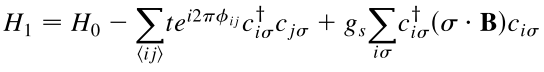 $H_1 = H_0 - \sum_{\langle ij \rangle} t e^{i2\pi\phi_{ij}} c^{\dagger}_{i\sigma} c_{j\sigma} + g_s \sum_{i\sigma} c^{\dagger}_{i\sigma} (\sigma \cdot \mathbf{B}) c_{i\sigma}$